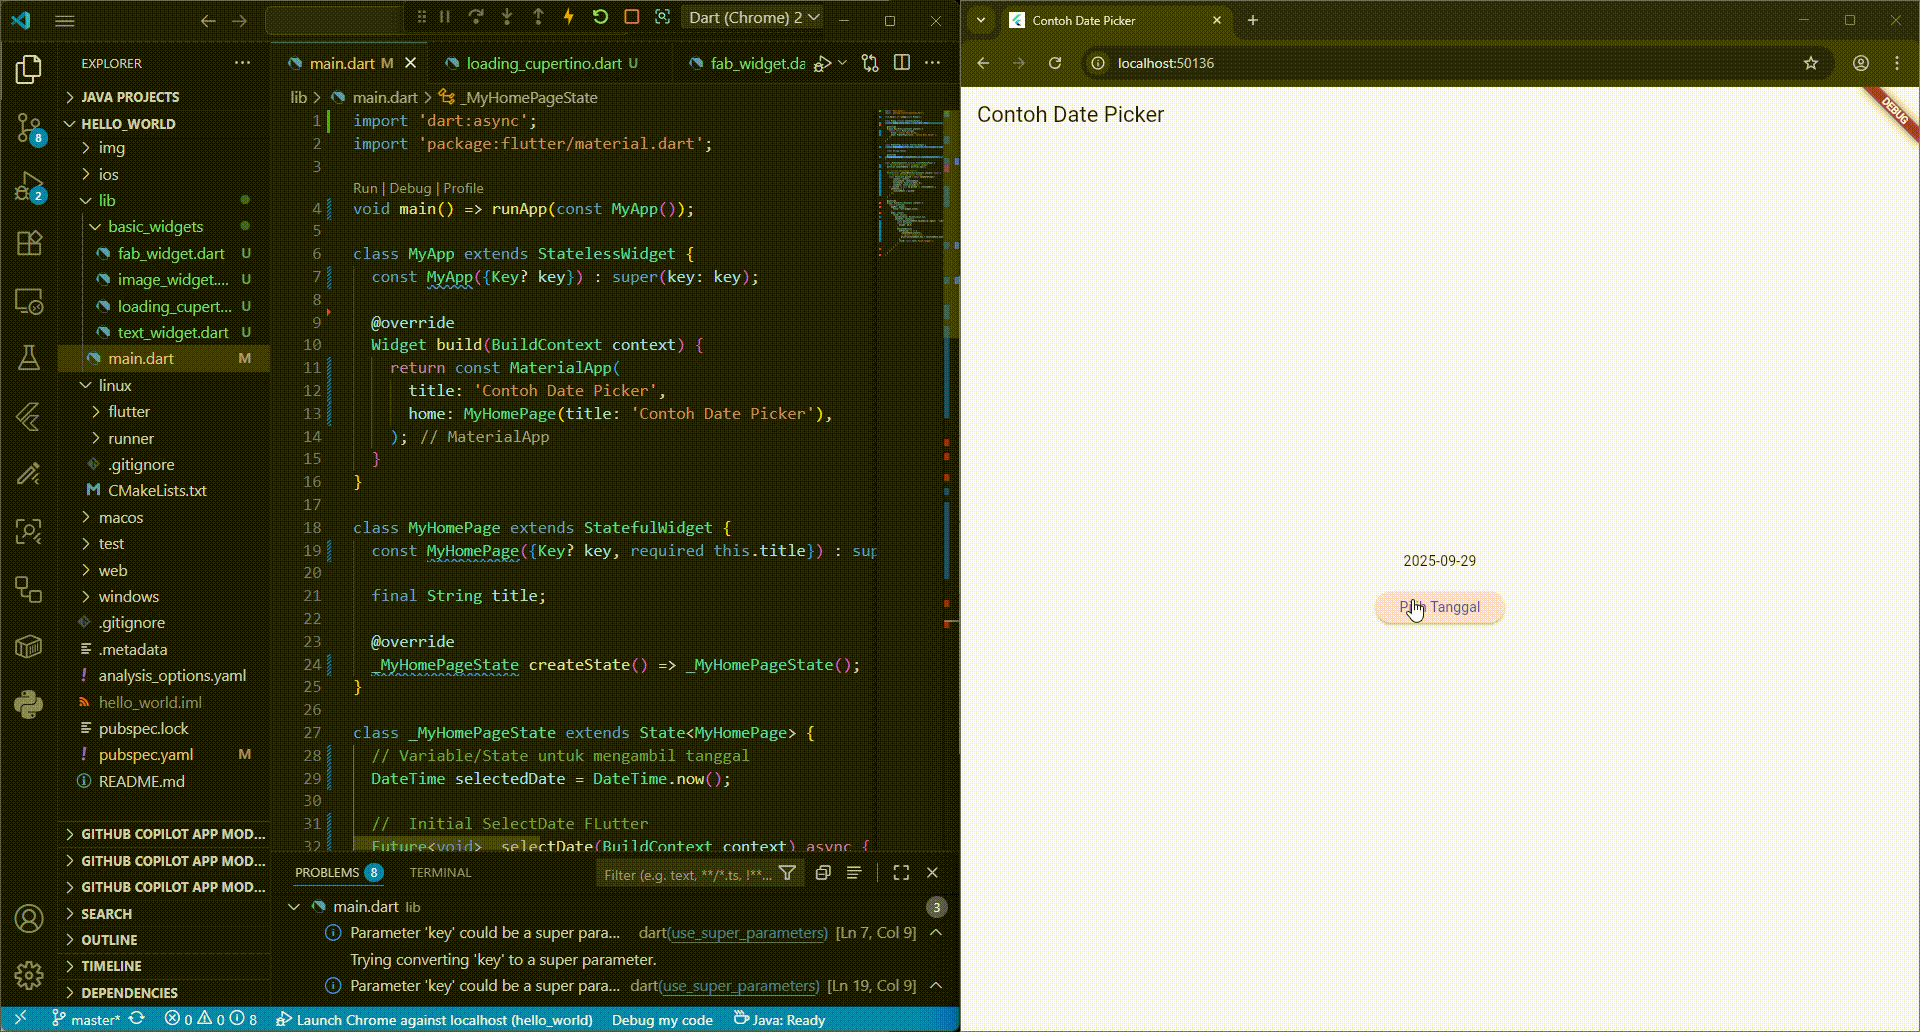 Dart (Chrome) 2
EXPLORER
JAVA PROJECTS
HELLO_WORLD
img
ios
lib
basic_widgets
fab_widget.dart U
image_widget.... U
loading_cupert... U
text_widget.dart U
main.dart M
linux
flutter
runner
.gitignore
CMakeLists.txt
macos
test
web
windows
.gitignore
.metadata
analysis_options.yaml
hello_world.iml
pubspec.lock
pubspec.yaml M
README.md
GITHUB COPILOT APP MOD...
GITHUB COPILOT APP MOD...
GITHUB COPILOT APP MOD...
SEARCH
OUTLINE
TIMELINE
DEPENDENCIES
8
2
main.dart M
loading_cupertino.dart U
fab_widget.da
lib > main.dart > _MyHomePageState
1 import 'dart:async';
2 import 'package:flutter/material.dart';
3
Run | Debug | Profile
4 void main() => runApp(const MyApp());
5
6 class MyApp extends StatelessWidget {
7 const MyApp({Key? key}) : super(key: key);
8
9 @override
10 Widget build(BuildContext context) {
11 return const MaterialApp(
12 title: 'Contoh Date Picker',
13 home: MyHomePage(title: 'Contoh Date Picker'),
14 ); // MaterialApp
15 }
16 }
17
18 class MyHomePage extends StatefulWidget {
19 const MyHomePage({Key? key, required this.title}) : sup
20
21 final String title;
22
23 @override
24 _MyHomePageState createState() => _MyHomePageState();
25 }
26
27 class _MyHomePageState extends State<MyHomePage> {
28 // Variable/State untuk mengambil tanggal
29 DateTime selectedDate = DateTime.now();
30
31 //  Initial SelectDate FLutter
32 Future<void> _selectDate(BuildContext context) async {
PROBLEMS 8
TERMINAL
Filter (e.g. text, **/*.ts, !**...
main.dart lib 3
Parameter 'key' could be a super para... dart(use_super_parameters) [Ln 7, Col 9]
Trying converting 'key' to a super parameter.
Parameter 'key' could be a super para... dart(use_super_parameters) [Ln 19, Col 9]
master* 0 0 8 Launch Chrome against localhost (hello_world) Debug my code Java: Ready
Contoh Date Picker
localhost:50136
Contoh Date Picker
DEBUG
2025-09-29
Tanggal